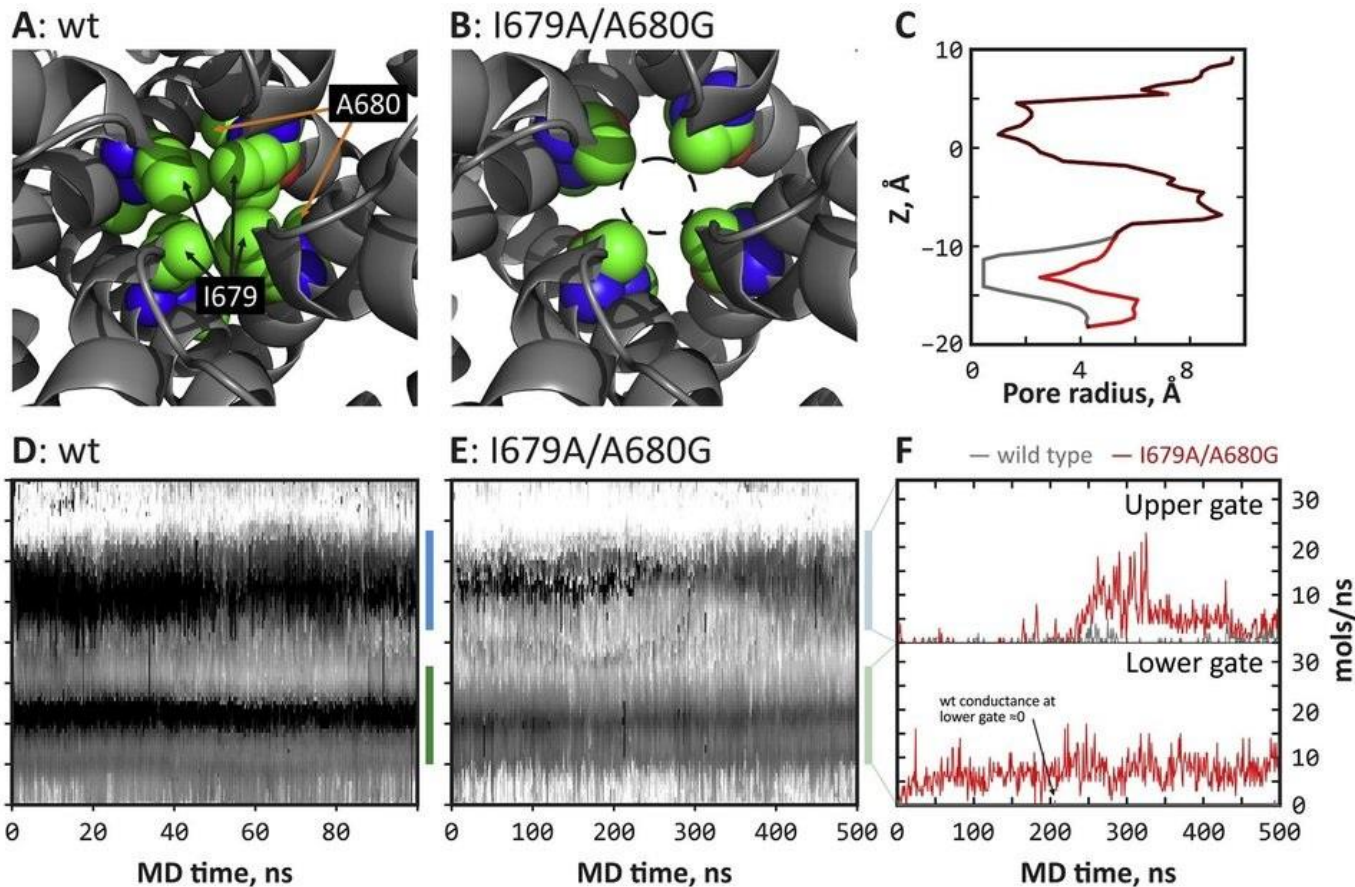 A: wt
A680
I679
B: I679A/A680G
C
10
0
−10
−20
Z, Å
0 4 8
Pore radius, Å
D: wt
0 20 40 60 80
MD time, ns
E: I679A/A680G
0 100 200 300 400 500
MD time, ns
F
wild type I679A/A680G
Upper gate
30
20
10
Lower gate
30
20
10
0
wt conductance at
lower gate ≈0
mols/ns
0 100 200 300 400 500
MD time, ns